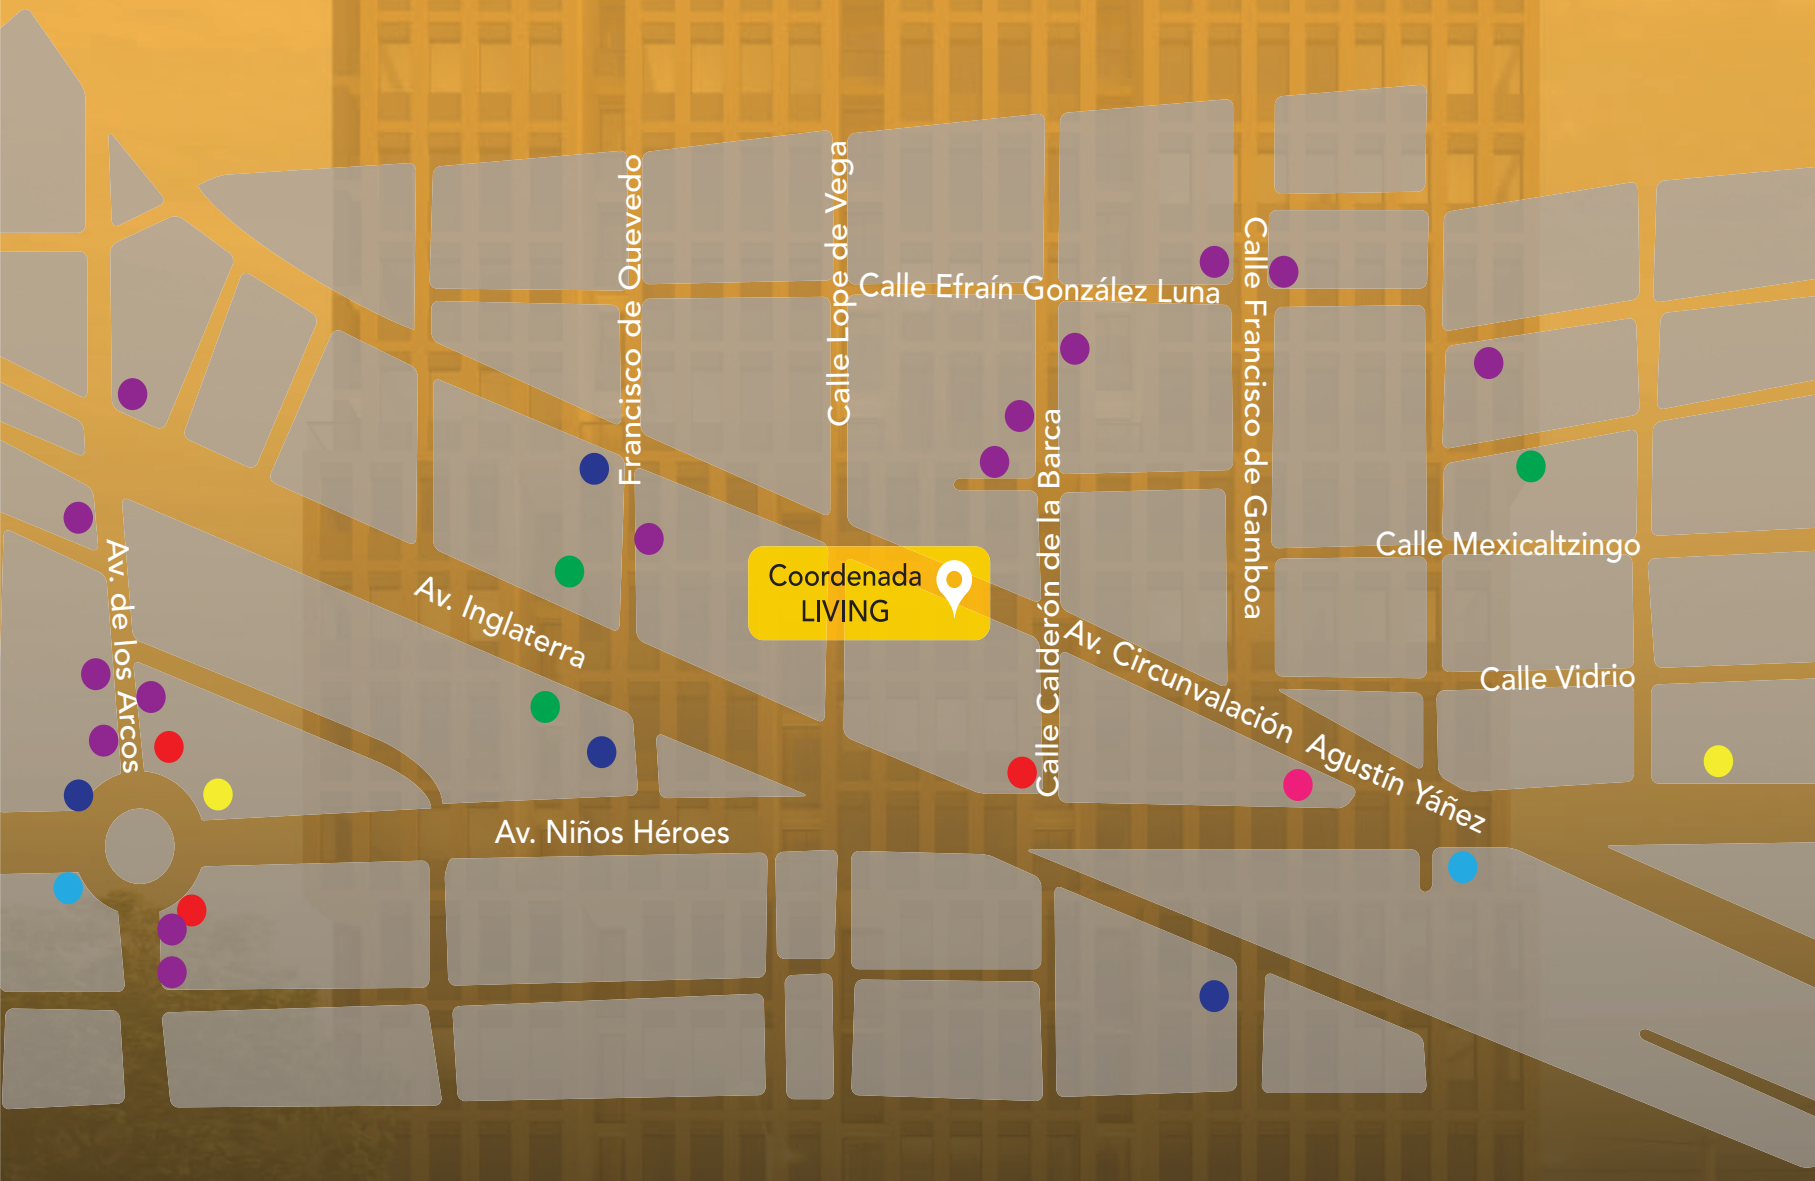 Francisco de Quevedo
Calle Lope de Vega
Calle Efraín González Luna
Calle Francisco de Gamboa
Calle Calderón de la Barca
Calle Mexicaltzingo
Av. de los Arcos
Av. Inglaterra
Coordenada
LIVING
Av. Circunvalación Agustín Yáñez
Calle Vidrio
Av. Niños Héroes